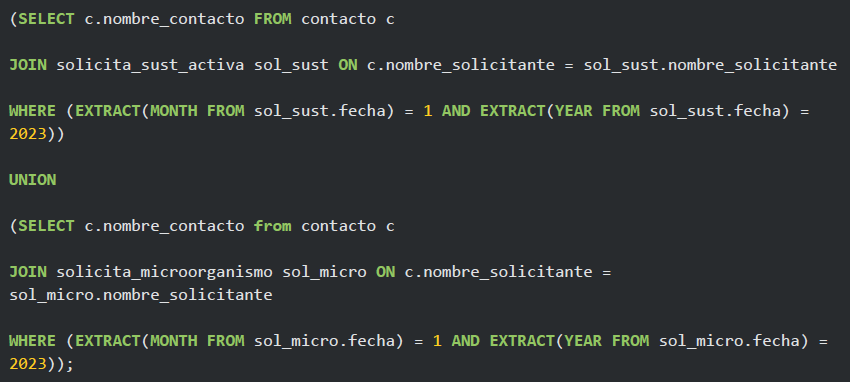 (SELECT c.nombre_contacto FROM contacto c
JOIN solicita_sust_activa sol_sust ON c.nombre_solicitante = sol_sust.nombre_solicitante
WHERE (EXTRACT(MONTH FROM sol_sust.fecha) = 1 AND EXTRACT(YEAR FROM sol_sust.fecha) =
2023))
UNION
(SELECT c.nombre_contacto from contacto c
JOIN solicita_microorganismo sol_micro ON c.nombre_solicitante =
sol_micro.nombre_solicitante
WHERE (EXTRACT(MONTH FROM sol_micro.fecha) = 1 AND EXTRACT(YEAR FROM sol_micro.fecha) =
2023));